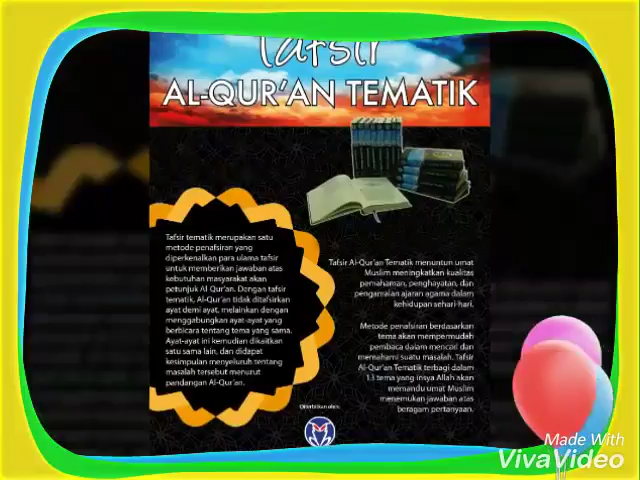 Tafsir
AL-QUR'AN TEMATIK
Tafsir tematik merupakan satu
metode penafsiran yang
diperkenalkan para ulama tafsir
untuk memberikan jawaban atas
kebutuhan masyarakat akan
petunjuk Al Qur'an. Dengan tafsir
tematik, Al-Qur'an tidak ditafsirkan
ayat demi ayat, melainkan dengan
menggabungkan ayat-ayat yang
berbicara tentang tema yang sama.
Ayat-ayat ini kemudian dikaitkan
satu sama lain, dan didapat
kesimpulan menyeluruh tentang
masalah tersebut menurut
pandangan Al-Qur'an.
Tafsir Al-Qur'an Tematik menuntun umat
Muslim meningkatkan kualitas
pemahaman, penghayatan, dan
pengamalan ajaran agama dalam
kehidupan sehari-hari.
Metode penafsiran berdasarkan
tema akan mempermudah
pembaca dalam mencari dan
memahami suatu masalah. Tafsir
Al-Qur'an Tematik terbagi dalam
tema yang insya Allah akan
memandu umat Muslim
menemukan jawaban atas
beragam pertanyaan.
Diterbitkan oleh:
Made With
VivaVideo